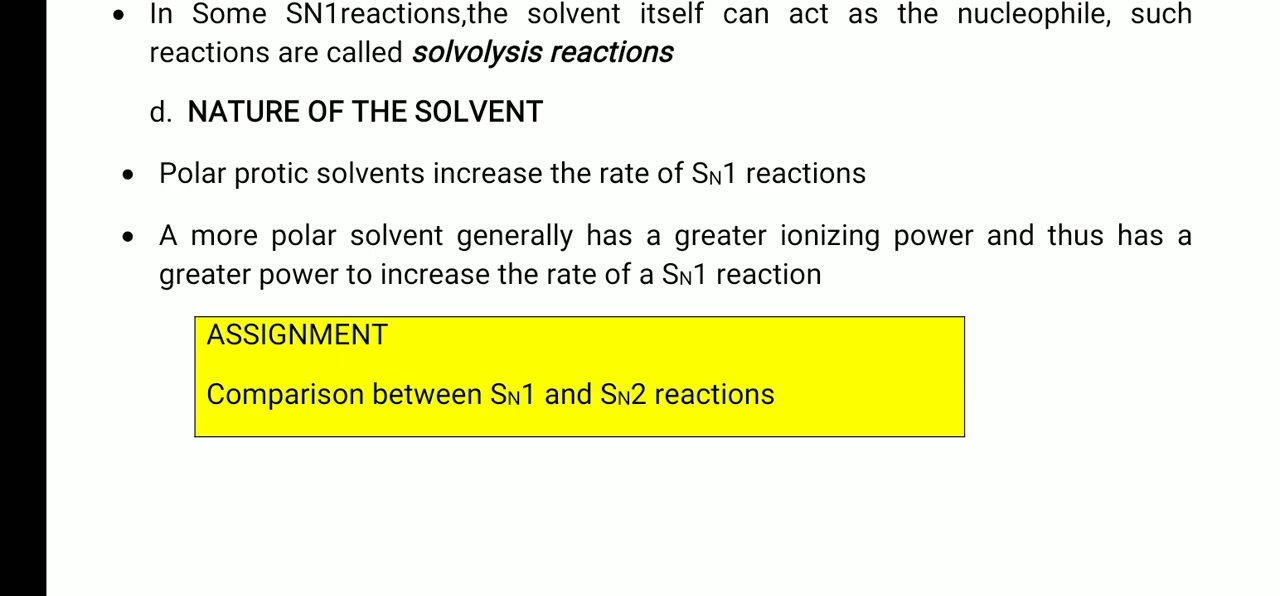 • In Some SN1reactions,the solvent itself can act as the nucleophile, such
reactions are called solvolysis reactions
d. NATURE OF THE SOLVENT
• Polar protic solvents increase the rate of SN1 reactions
• A more polar solvent generally has a greater ionizing power and thus has a
greater power to increase the rate of a SN1 reaction
ASSIGNMENT
Comparison between SN1 and SN2 reactions